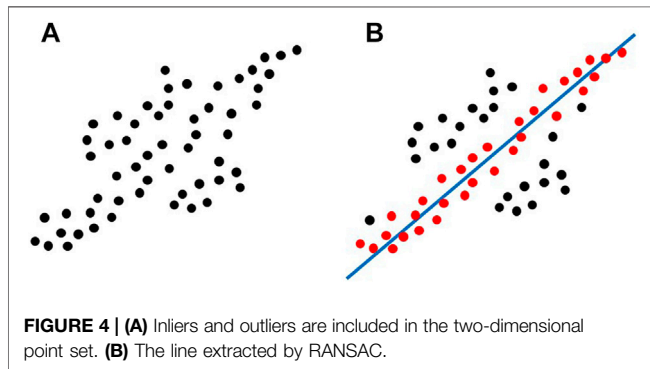 A
B
FIGURE 4 | (A) Inliers and outliers are included in the two-dimensional
point set. (B) The line extracted by RANSAC.